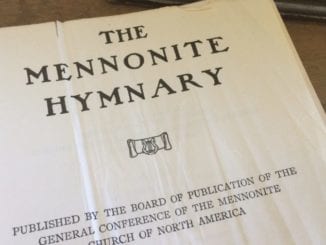 THE
MENNONITE
HYMNARY
PUBLISHED BY THE BOARD OF PUBLICATION OF THE
GENERAL CONFERENCE OF THE MENNONITE
CHURCH OF NORTH AMERICA